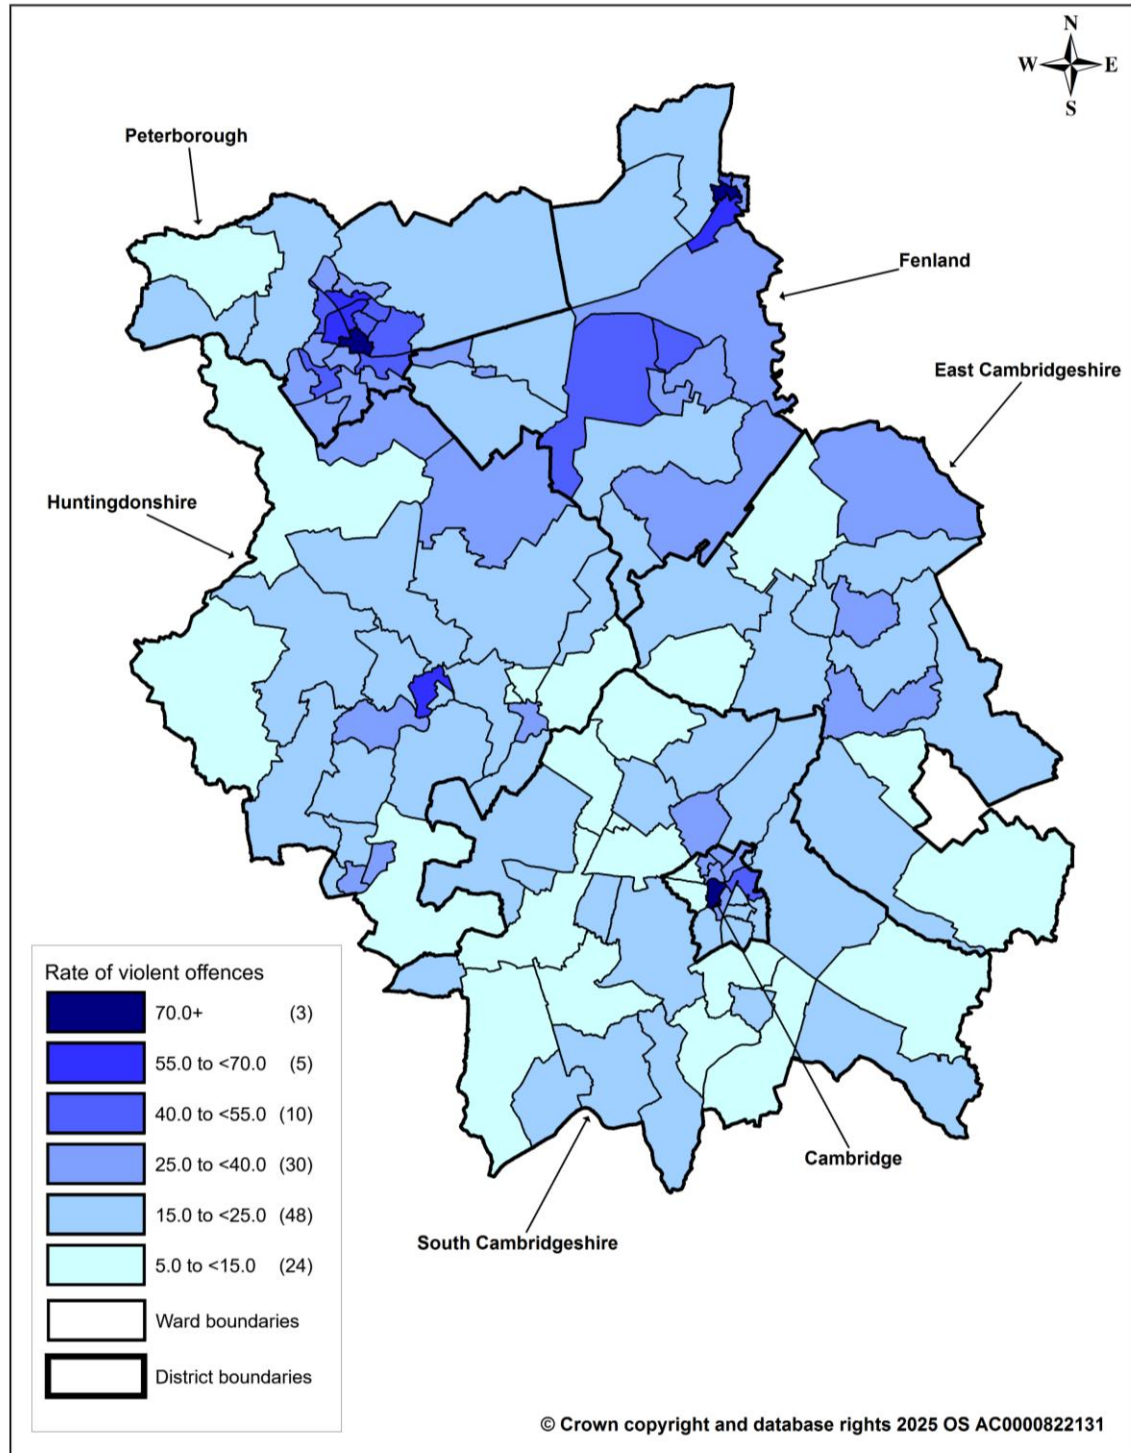 N
W E
S
Peterborough
Fenland
East Cambridgeshire
Huntingdonshire
Cambridge
South Cambridgeshire
Rate of violent offences
70.0+ (3)
55.0 to <70.0 (5)
40.0 to <55.0 (10)
25.0 to <40.0 (30)
15.0 to <25.0 (48)
5.0 to <15.0 (24)
Ward boundaries
District boundaries
© Crown copyright and database rights 2025 OS AC0000822131